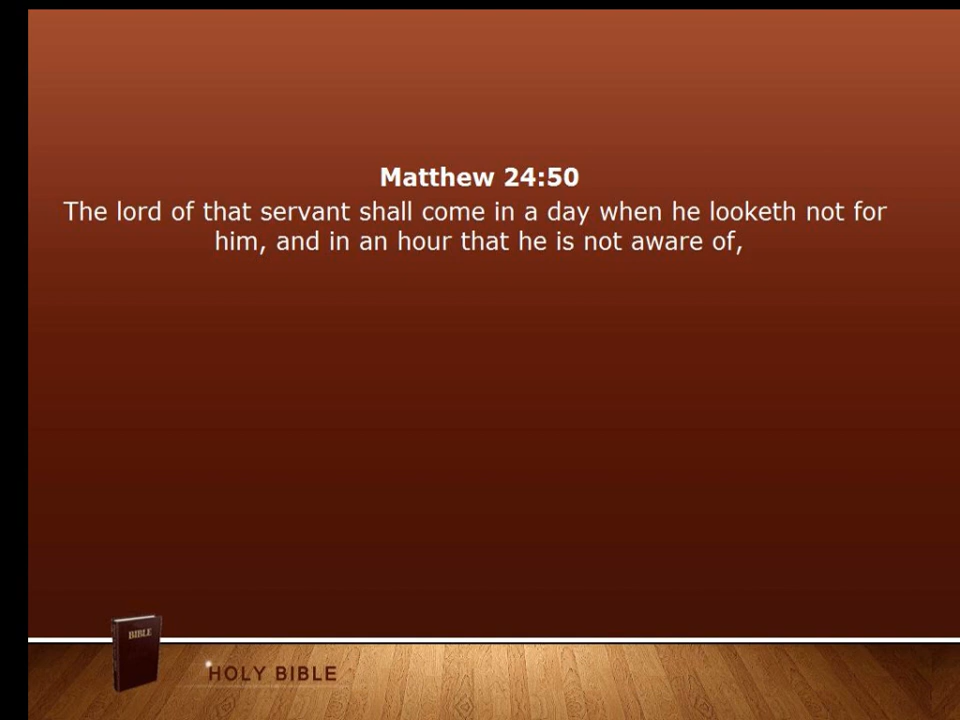 Matthew 24:50
The lord of that servant shall come in a day when he looketh not for
him, and in an hour that he is not aware of,
BIBLE
HOLY BIBLE